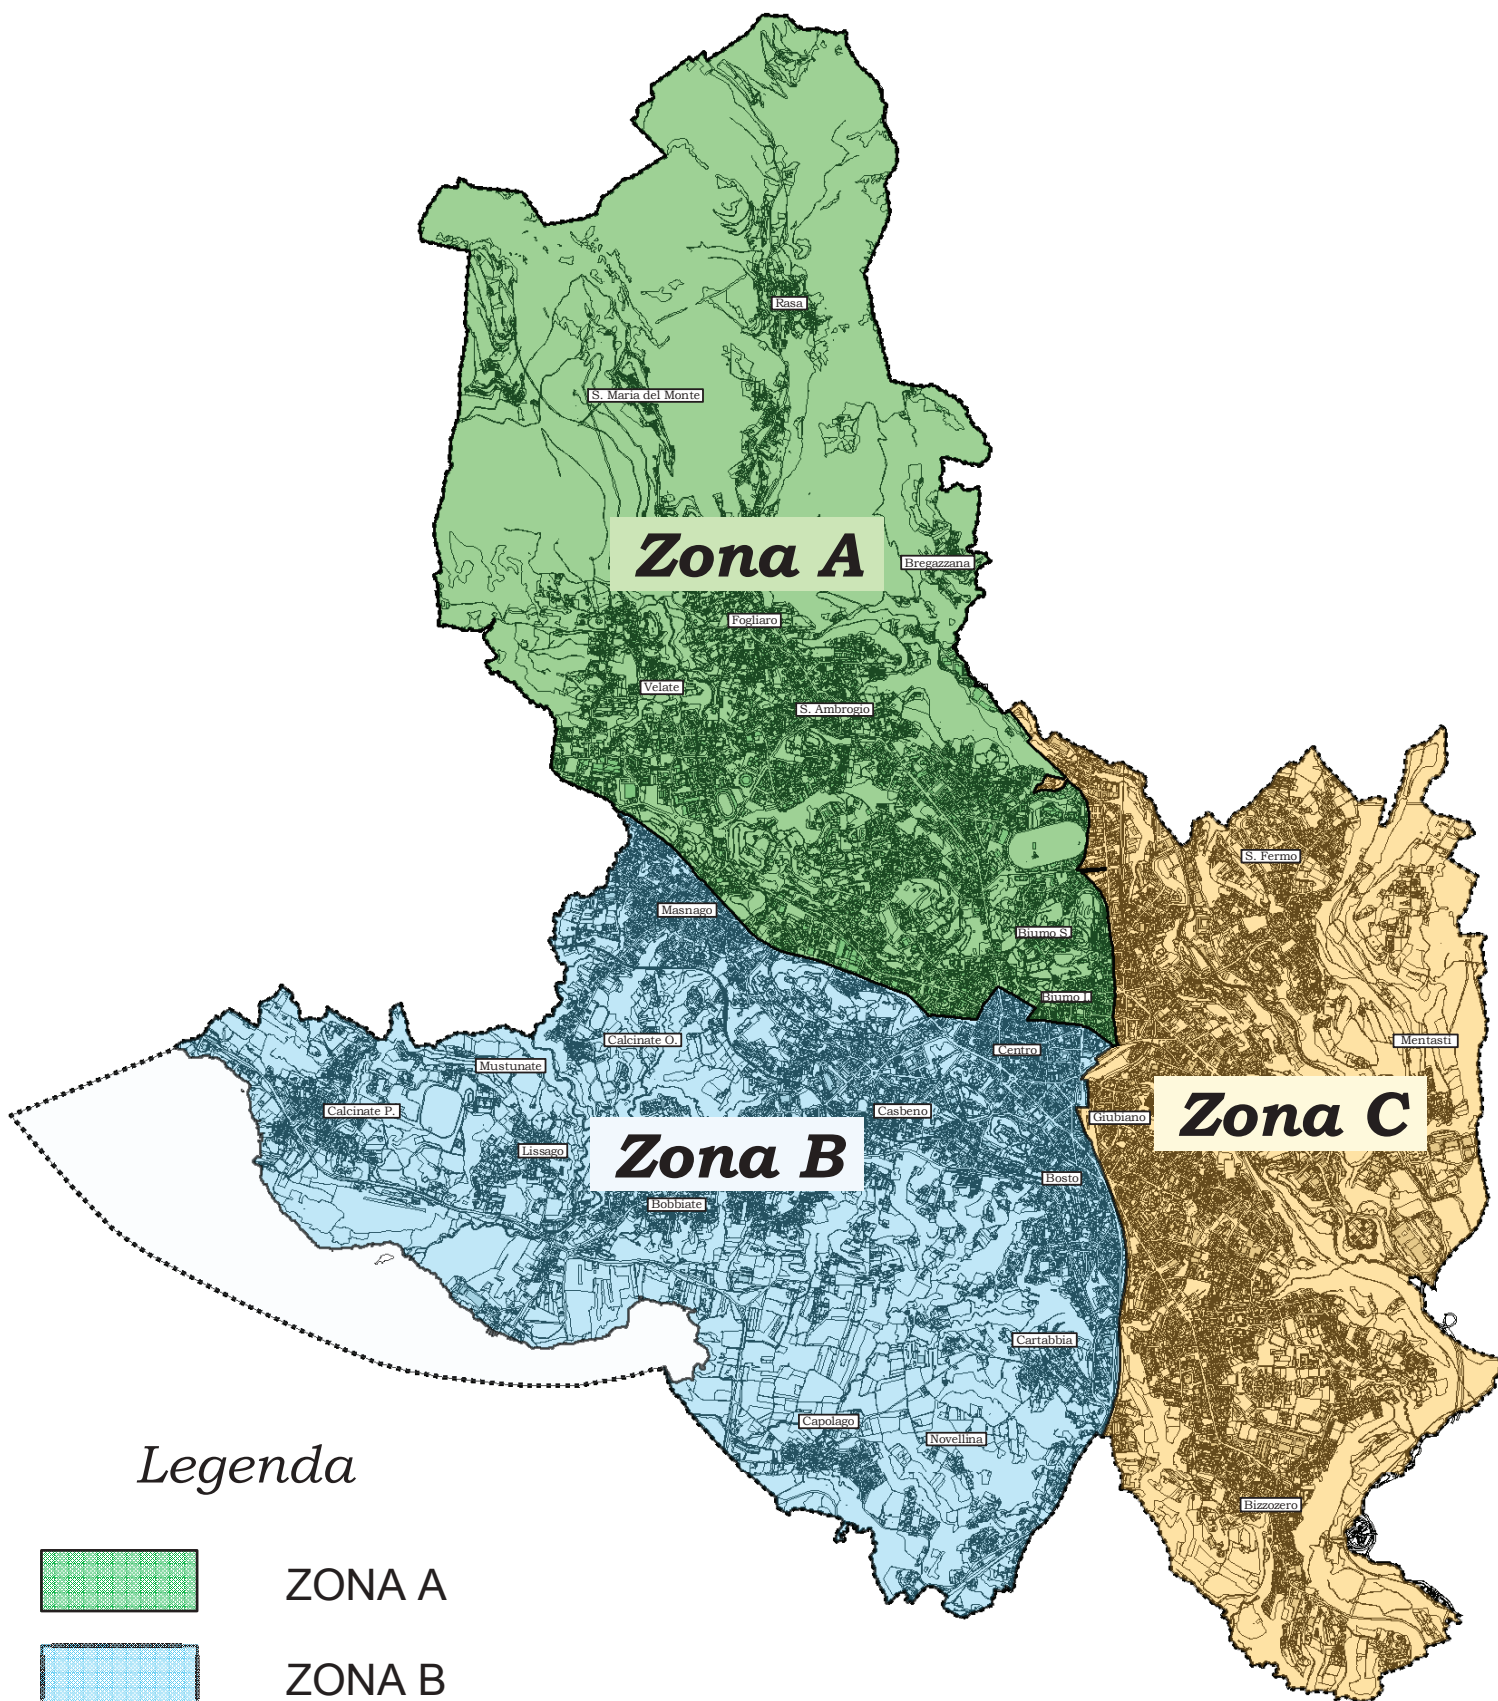 Rasa
S. Maria del Monte
Zona A
Bregazzana
Fogliaro
Velate
S. Ambrogio
S. Fermo
Masnago
Biumo S.
Biumo I.
Calcinate O.
Centro
Mentasti
Mustunate
Calcinate P.
Casbeno
Giubiano
Zona C
Lissago
Zona B
Bosto
Bobbiate
Cartabbia
Capolago
Novellina
Legenda
Bizzozero
ZONA A
ZONA B